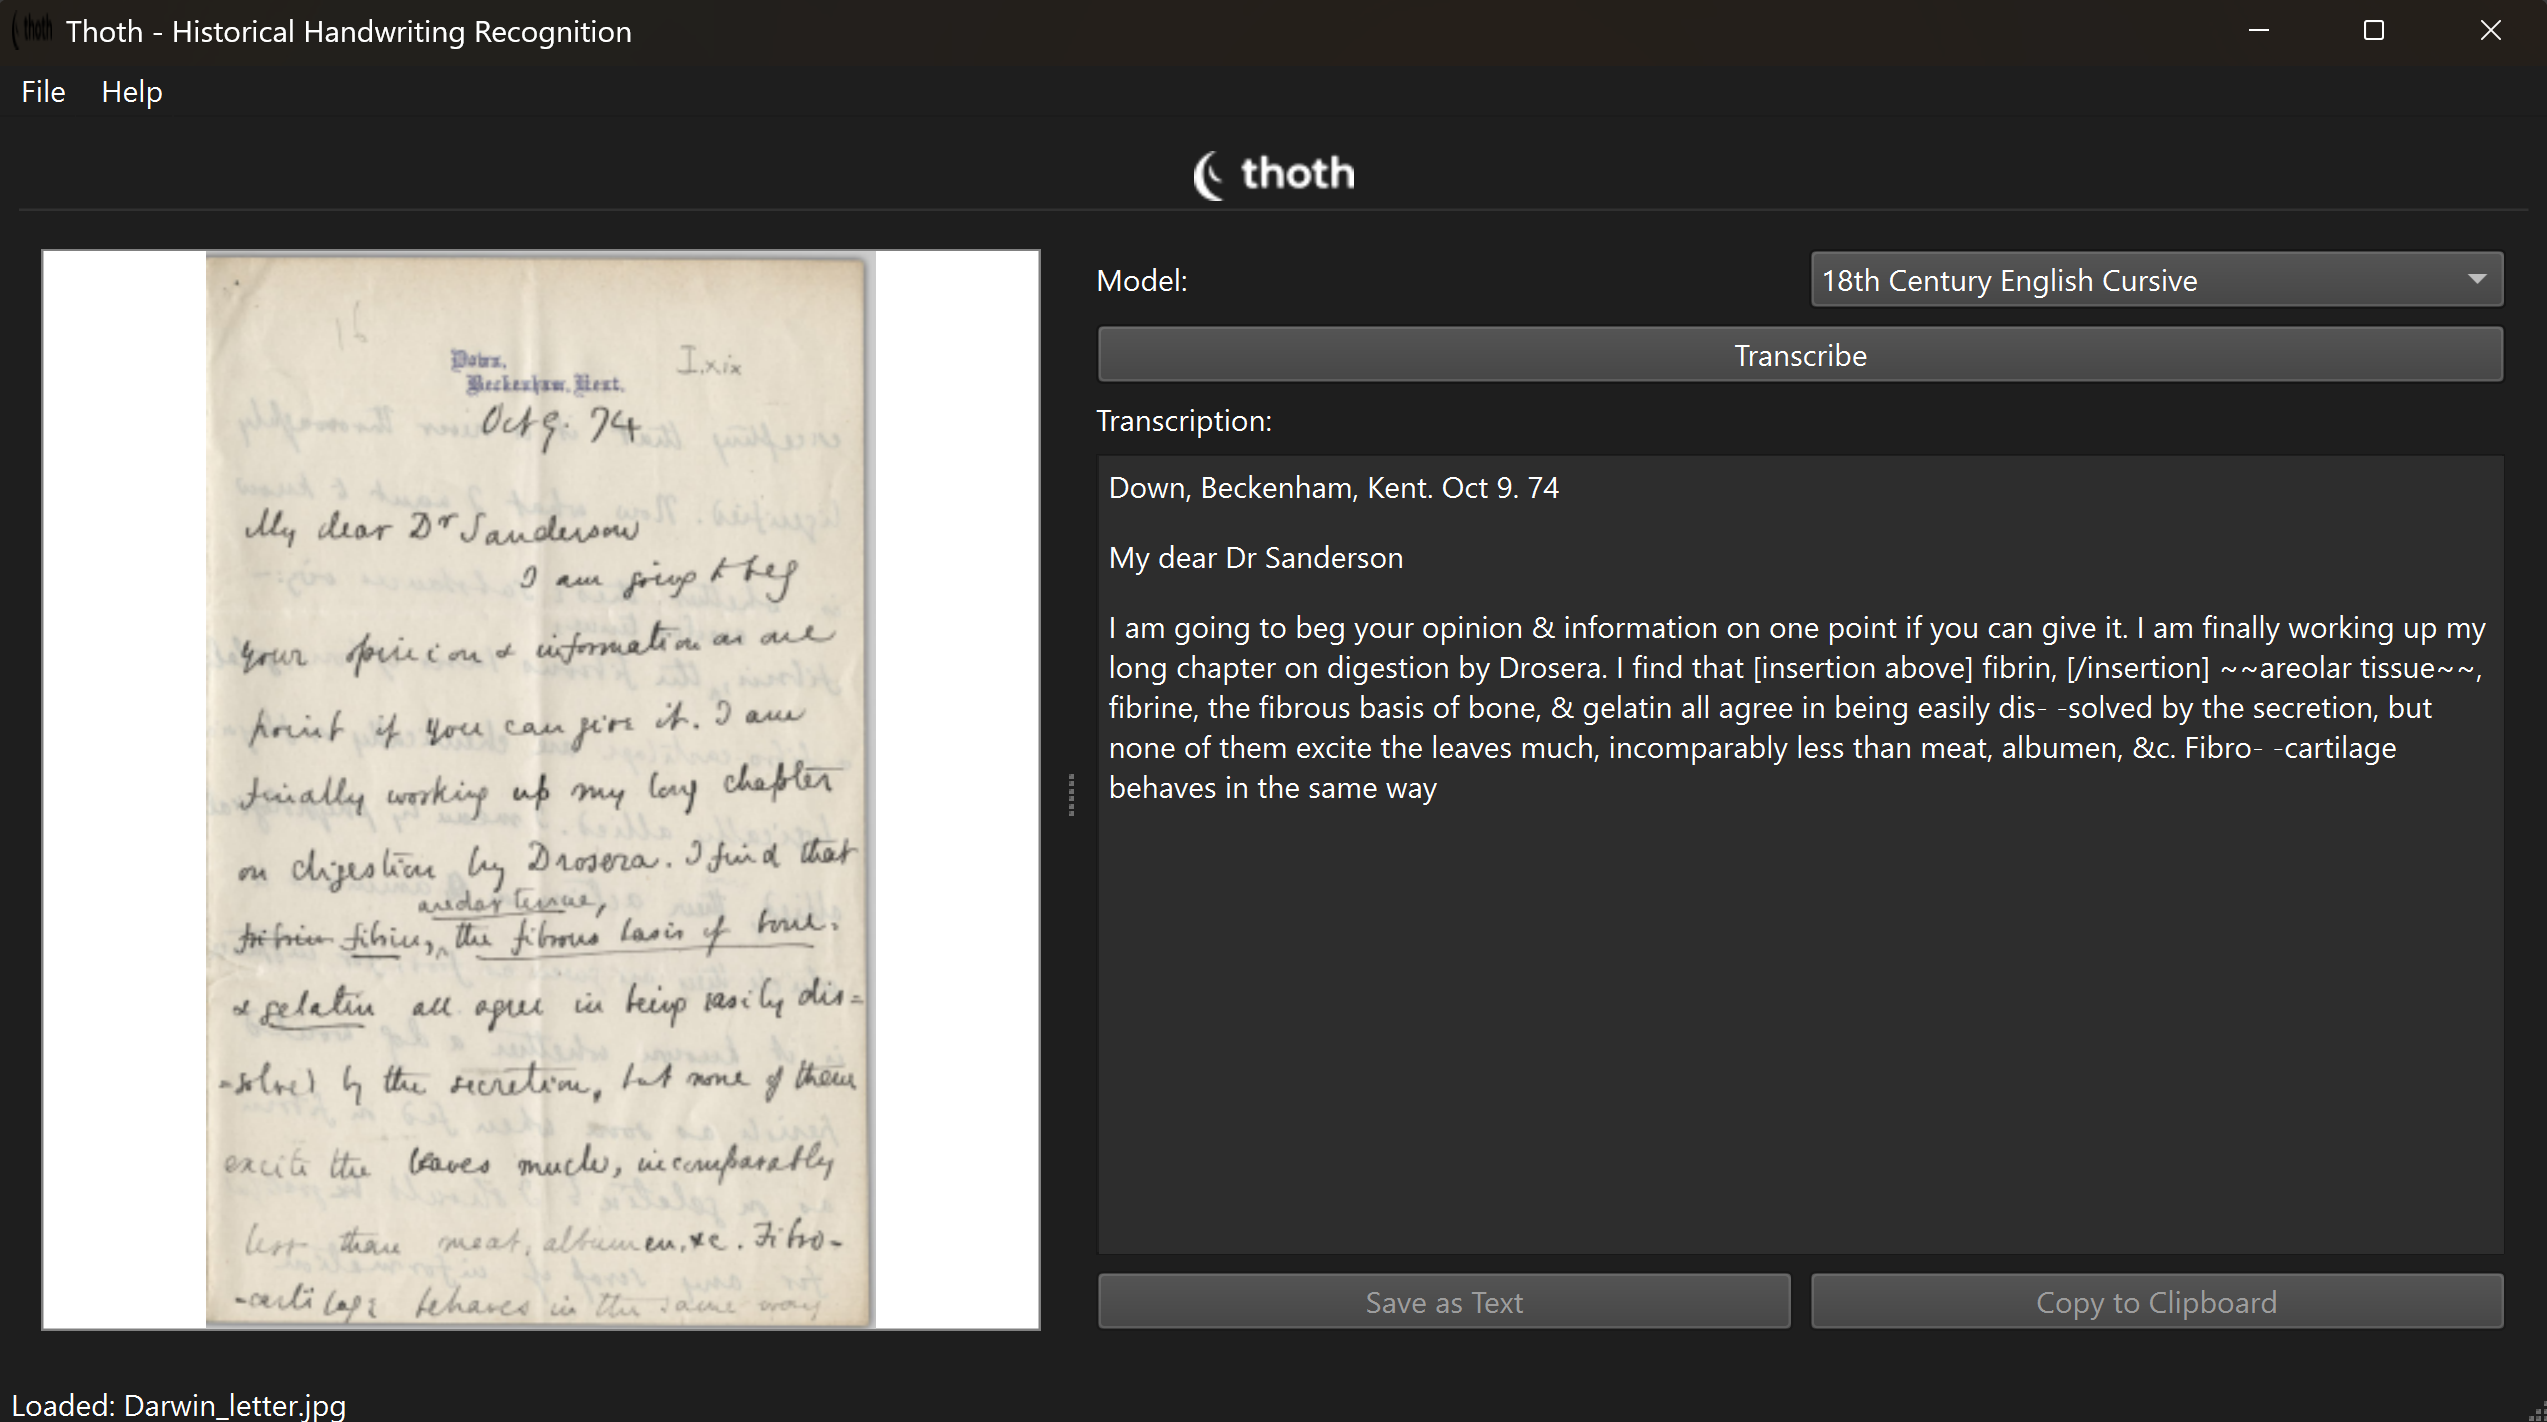 thoth
Thoth - Historical Handwriting Recognition
File Help
thoth
Down,
Beckenham, Kent.
I.xix
Oct 9. 74
My dear Dr Sanderson
I am going to beg
your opinion & information on one
point if you can give it. I am
finally working up my long chapter
on digestion by Drosera. I find that
areolar tissue,
fibrin, the fibrous basis of bone,
& gelatin all agree in being easily dis=
=solved by the secretion, but none of them
excite the leaves much, incomparably
less than meat, albumen, &c. Fibro-
-cartilage behaves in the same way
Model:
18th Century English Cursive
Transcribe
Transcription:
Down, Beckenham, Kent. Oct 9. 74
My dear Dr Sanderson
I am going to beg your opinion & information on one point if you can give it. I am finally working up my
long chapter on digestion by Drosera. I find that [insertion above] fibrin, [/insertion] ~~areolar tissue~~,
fibrine, the fibrous basis of bone, & gelatin all agree in being easily dis- -solved by the secretion, but
none of them excite the leaves much, incomparably less than meat, albumen, &c. Fibro- -cartilage
behaves in the same way
Save as Text
Copy to Clipboard
Loaded: Darwin_letter.jpg